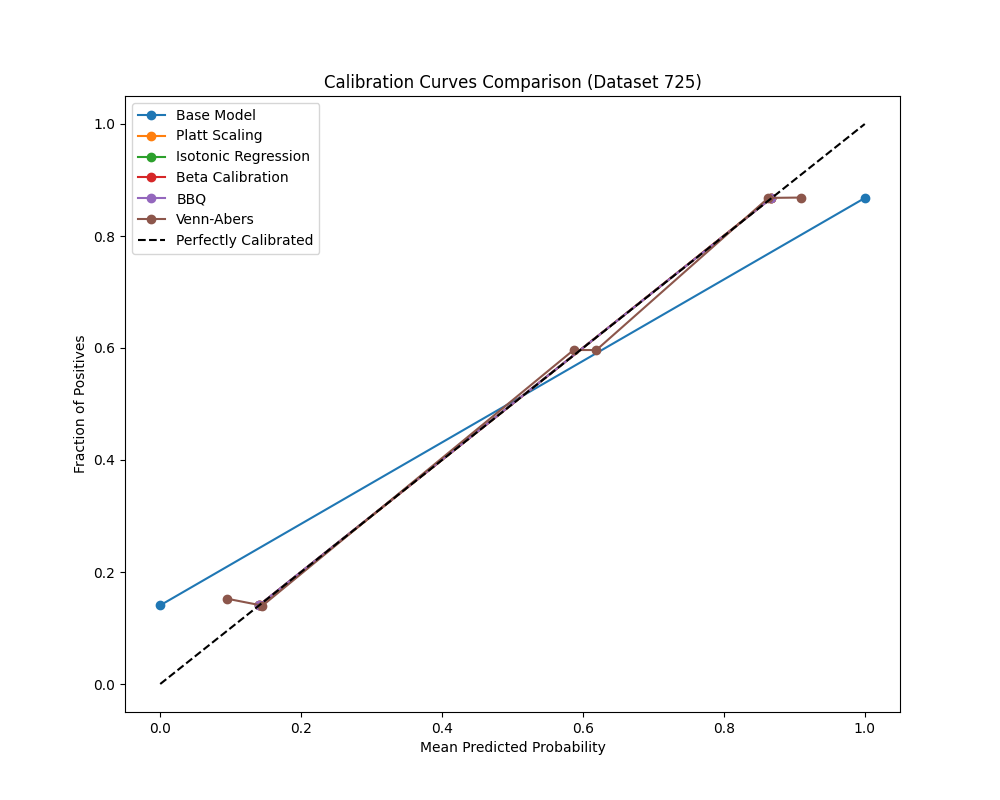 Calibration Curves Comparison (Dataset 725)
Base Model
Platt Scaling
Isotonic Regression
Beta Calibration
BBQ
Venn-Abers
Perfectly Calibrated
1.0
0.8
0.6
0.4
0.2
0.0
Fraction of Positives
0.0 0.2 0.4 0.6 0.8 1.0
Mean Predicted Probability